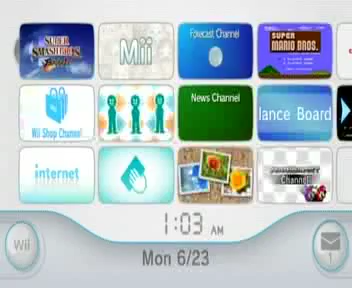 SUPER
SMASH BROS.
Brawl
Mii
Forecast Channel
SUPER
MARIO BROS.
Wii Shop Channel
News Channel
lance Board
internet
Channel
1:03 AM
Wii
Mon 6/23
1